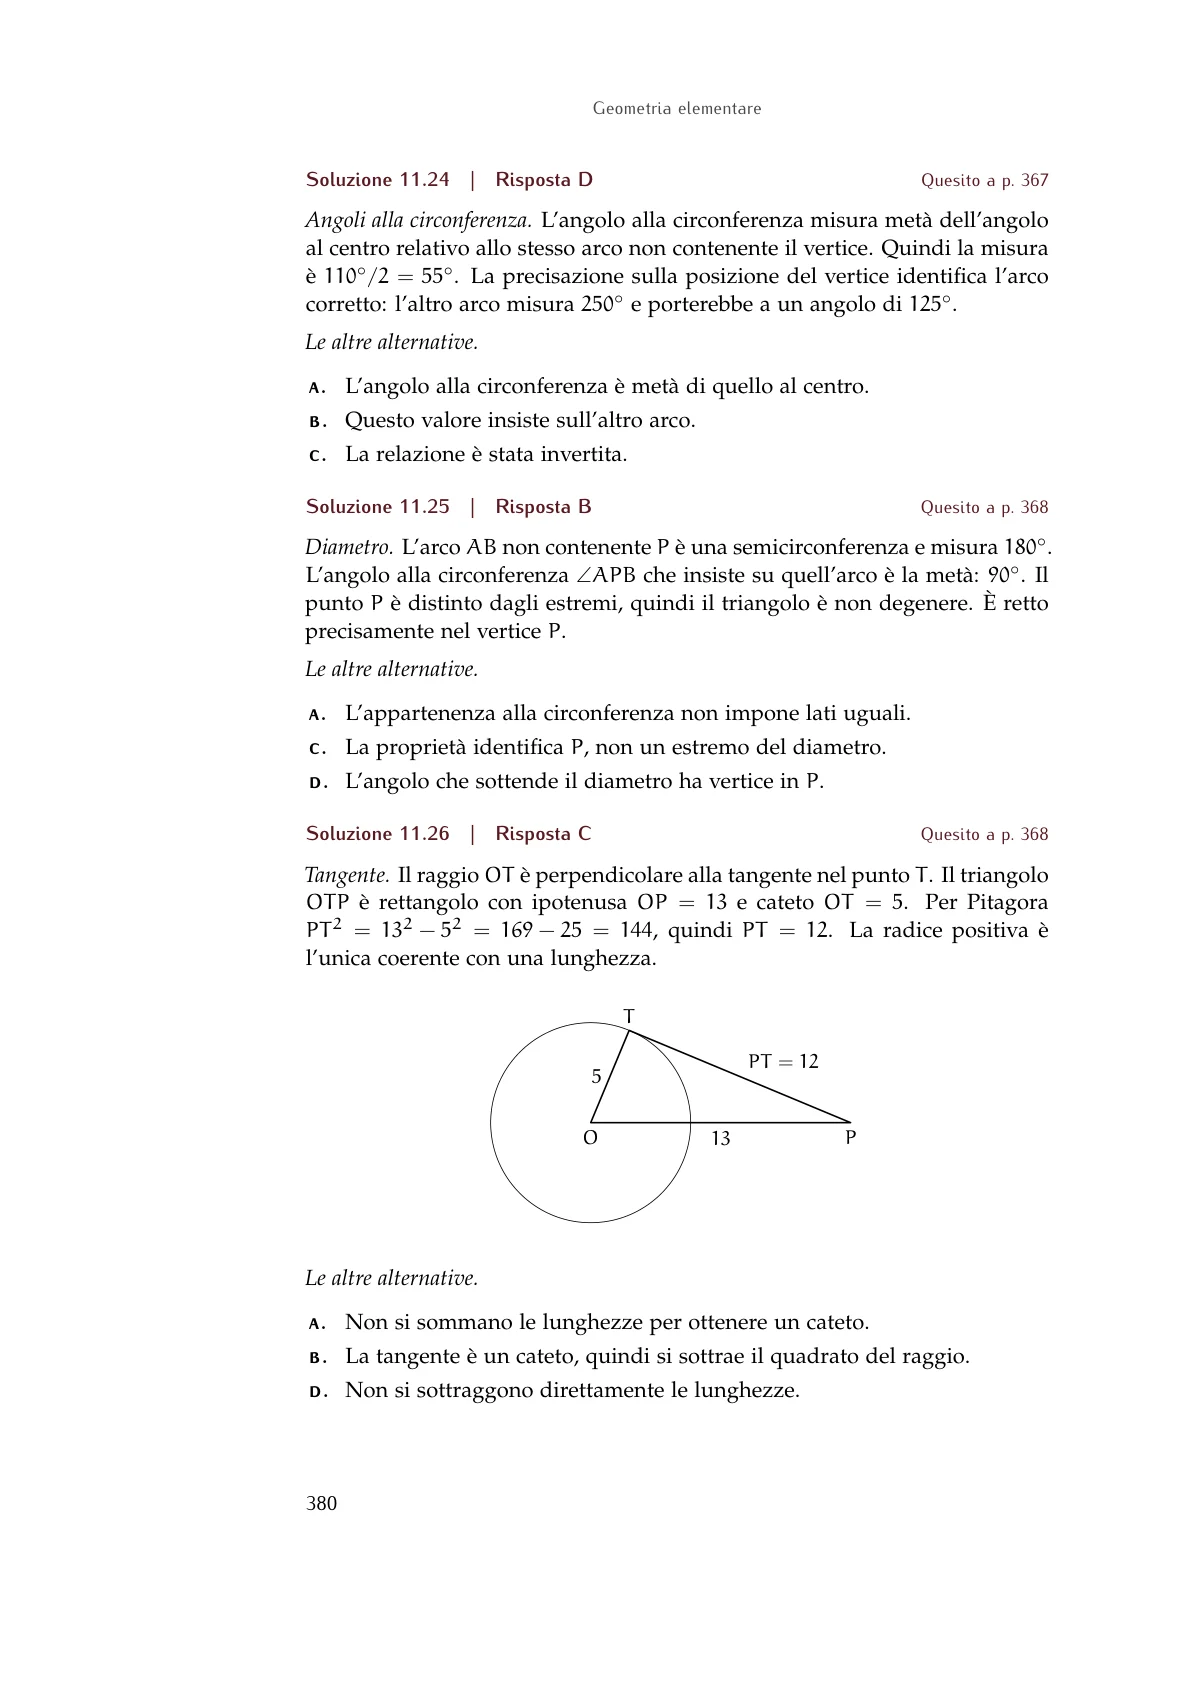 Geometria elementare
Soluzione 11.24 | Risposta D Quesito a p. 367
Angoli alla circonferenza. L'angolo alla circonferenza misura metà dell'angolo
al centro relativo allo stesso arco non contenente il vertice. Quindi la misura
è 110°/2 = 55°. La precisazione sulla posizione del vertice identifica l'arco
corretto: l'altro arco misura 250° e porterebbe a un angolo di 125°.
Le altre alternative.
A. L'angolo alla circonferenza è metà di quello al centro.
B. Questo valore insiste sull'altro arco.
C. La relazione è stata invertita.
Soluzione 11.25 | Risposta B Quesito a p. 368
Diametro. L'arco AB non contenente P è una semicirconferenza e misura 180°.
L'angolo alla circonferenza ∠APB che insiste su quell'arco è la metà: 90°. Il
punto P è distinto dagli estremi, quindi il triangolo è non degenere. È retto
precisamente nel vertice P.
Le altre alternative.
A. L'appartenenza alla circonferenza non impone lati uguali.
C. La proprietà identifica P, non un estremo del diametro.
D. L'angolo che sottende il diametro ha vertice in P.
Soluzione 11.26 | Risposta C Quesito a p. 368
Tangente. Il raggio OT è perpendicolare alla tangente nel punto T. Il triangolo
OTP è rettangolo con ipotenusa OP = 13 e cateto OT = 5. Per Pitagora
PT² = 13² − 5² = 169 − 25 = 144, quindi PT = 12. La radice positiva è
l'unica coerente con una lunghezza.
T
PT = 12
5
O
13
P
Le altre alternative.
A. Non si sommano le lunghezze per ottenere un cateto.
B. La tangente è un cateto, quindi si sottrae il quadrato del raggio.
D. Non si sottraggono direttamente le lunghezze.
380